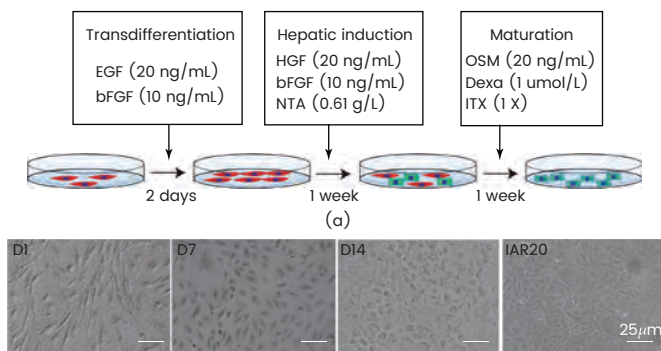 Transdifferentiation
EGF (20 ng/mL)
bFGF (10 ng/mL)
Hepatic induction
HGF (20 ng/mL)
bFGF (10 ng/mL)
NTA (0.61 g/L)
Maturation
OSM (20 ng/mL)
Dexa (1 umol/L)
ITX (1 X)
2 days
1 week
1 week
(a)
D1
D7
D14
IAR20
25μm